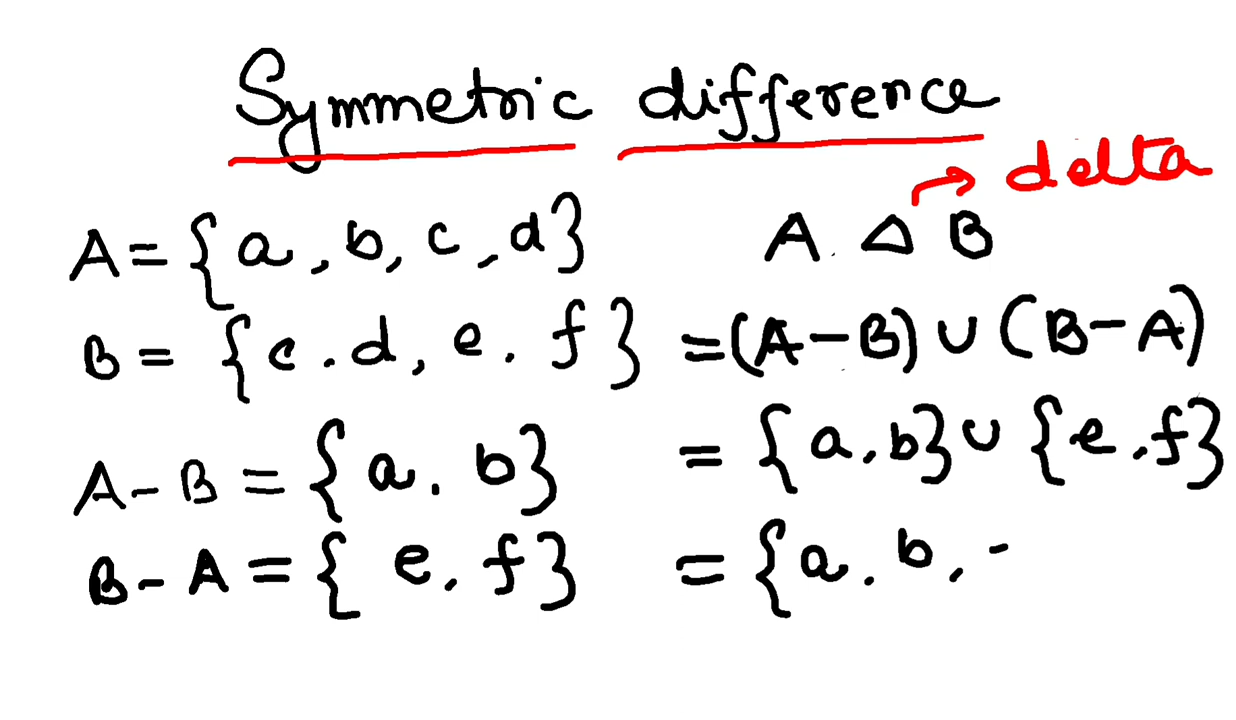 Symmetric difference
delta
A = {a, b, c, d}
A Δ B
B = {c . d, e . f}
= (A - B) ∪ (B - A)
A - B = {a . b}
= {a, b} ∪ {e . f}
B - A = {e . f}
= {a . b, -